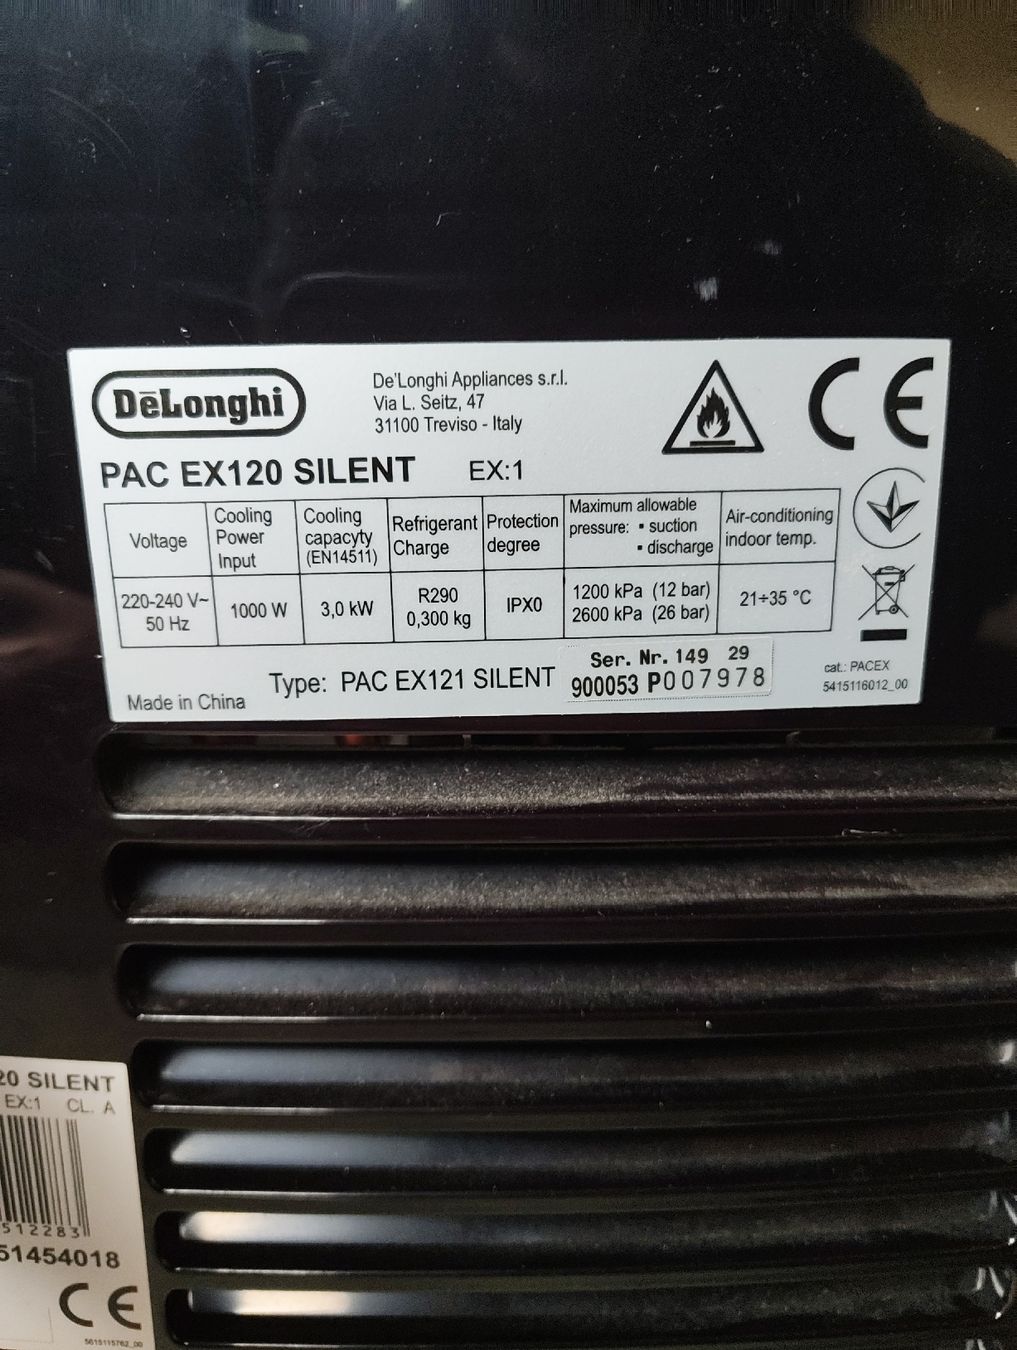 DēLonghi
De'Longhi Appliances s.r.l.
Via L. Seitz, 47
31100 Treviso - Italy
CE
PAC EX120 SILENT EX:1
Voltage
Cooling
Power
Input
Cooling
capacyty
(EN14511)
Refrigerant
Charge
Protection
degree
Maximum allowable
pressure: ▪ suction
▪ discharge
Air-conditioning
indoor temp.
220-240 V~
50 Hz
1000 W
3,0 kW
R290
0,300 kg
IPX0
1200 kPa (12 bar)
2600 kPa (26 bar)
21÷35 °C
Made in China
Type: PAC EX121 SILENT
Ser. Nr. 149 29
900053 P007978
cat.: PACEX
5415116012_00
20 SILENT
EX:1 CL. A
512283
51454018
CE
5615115762_00